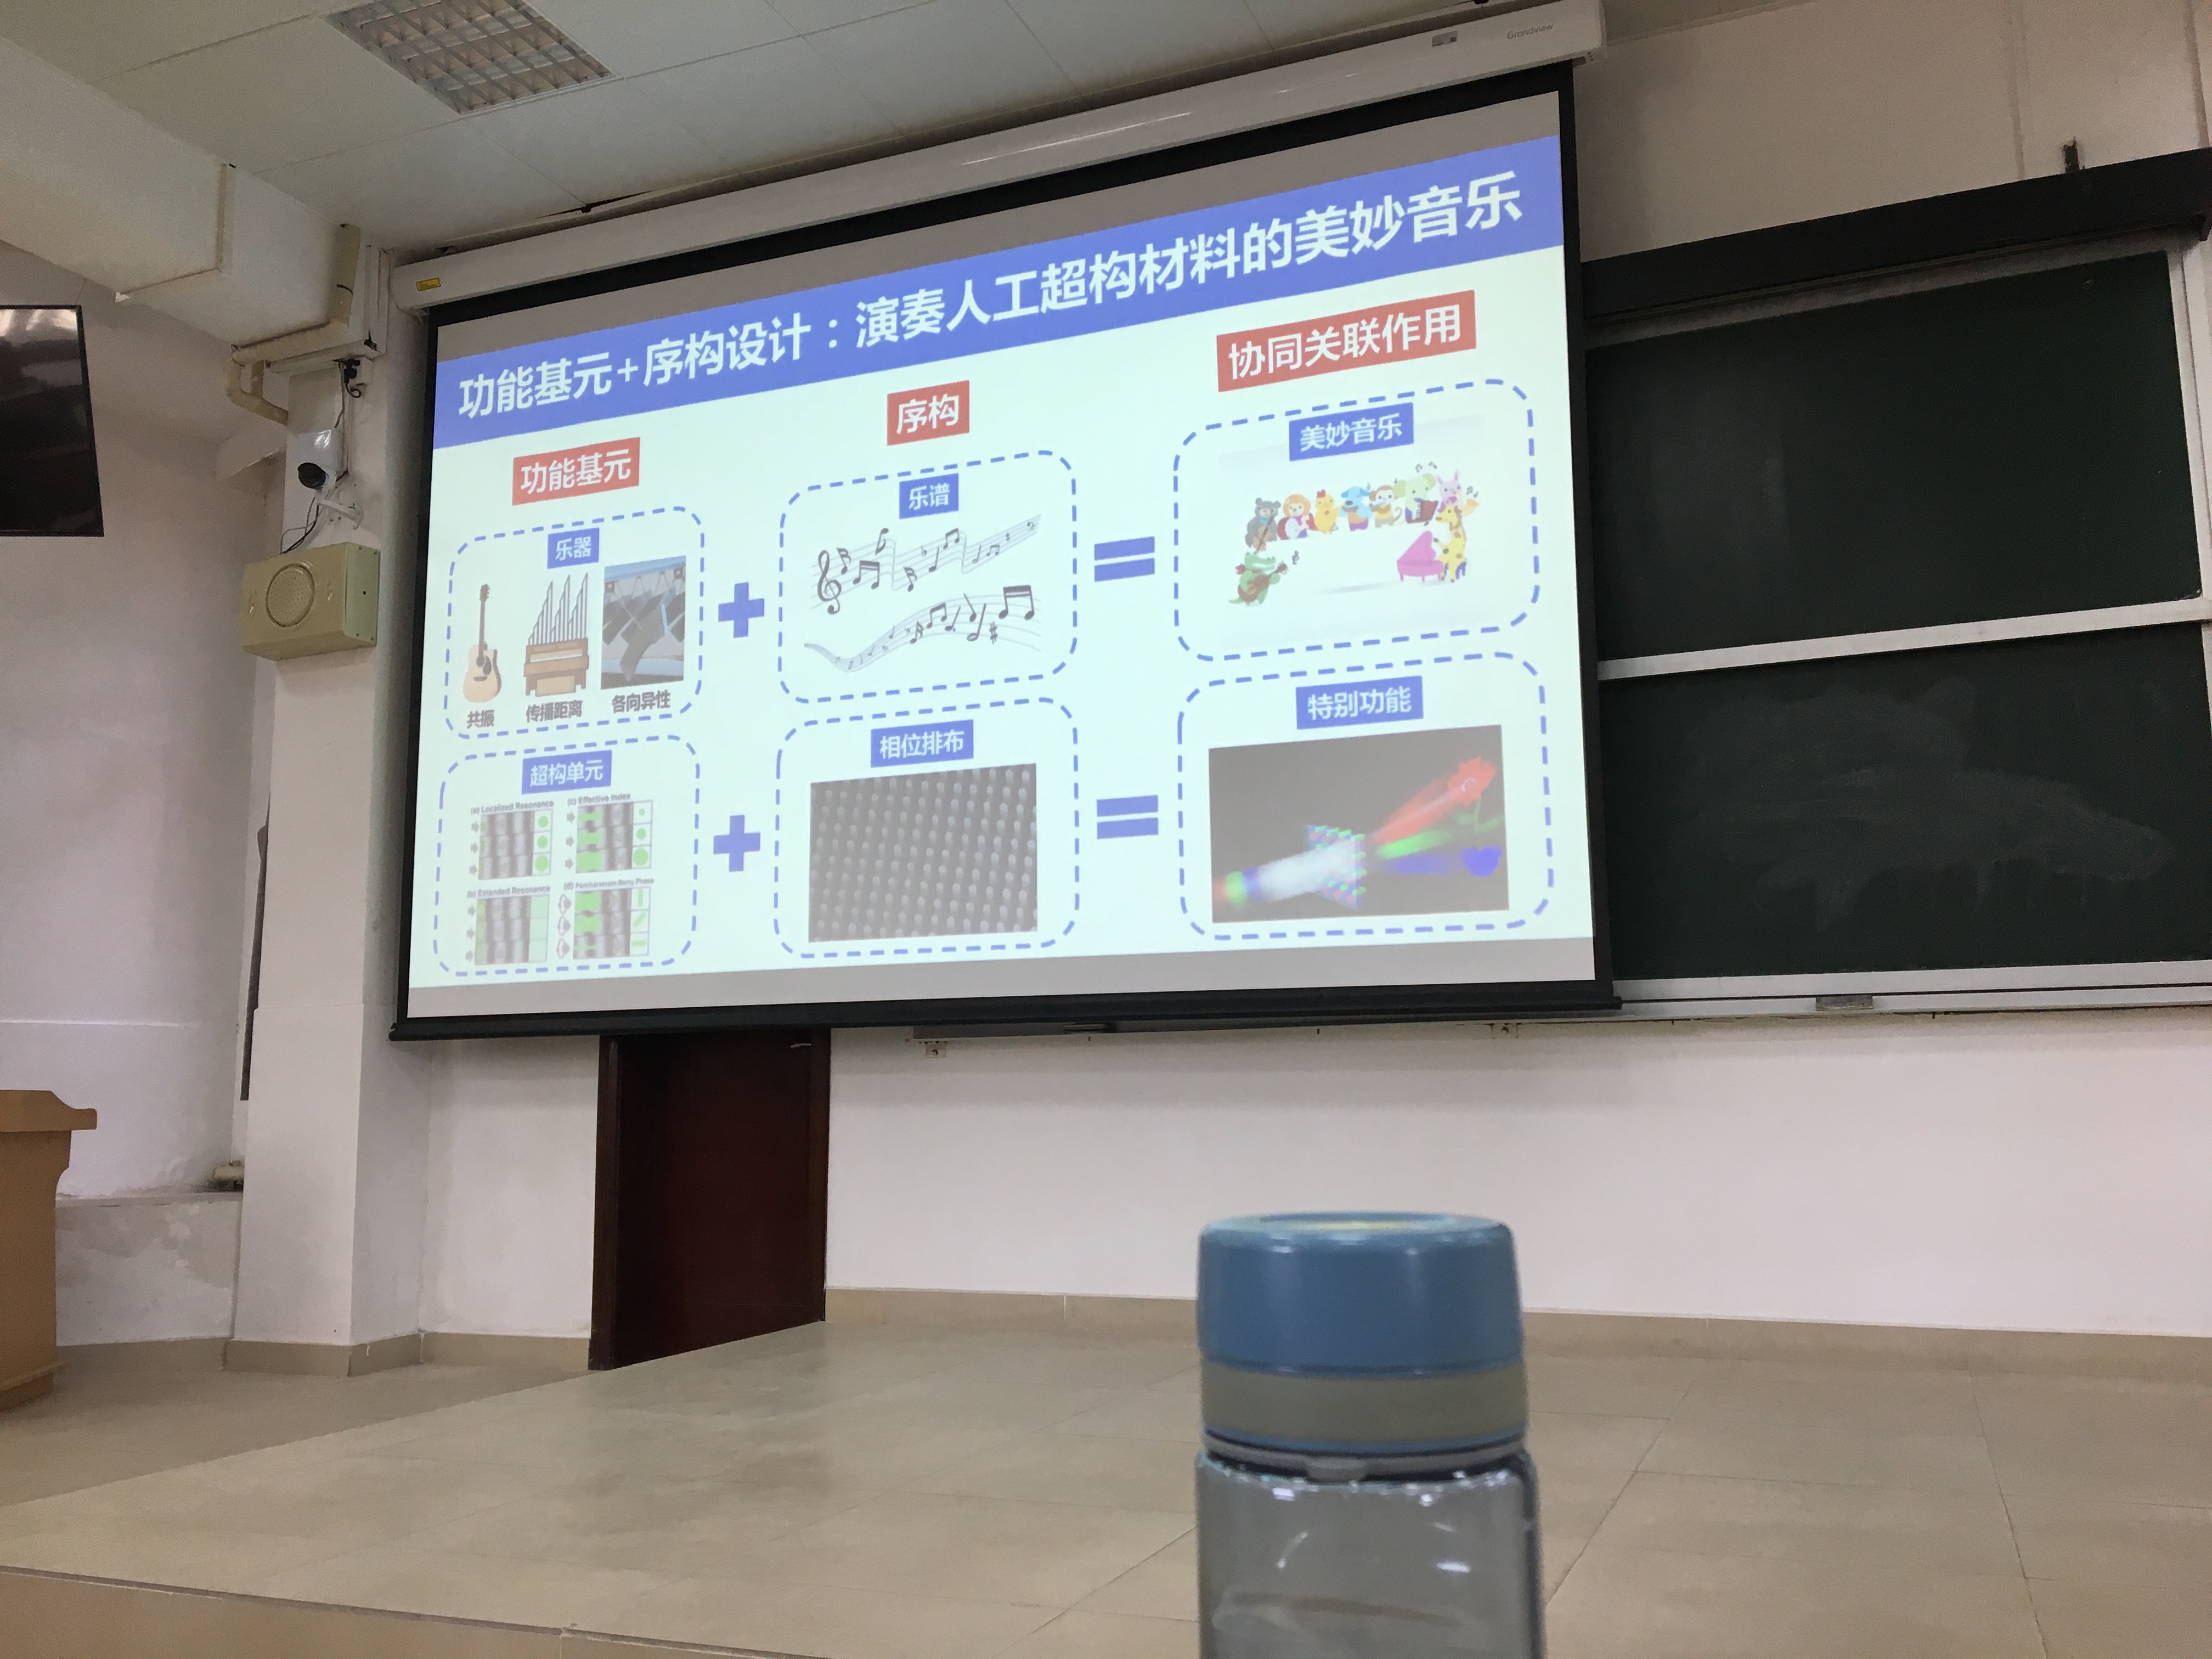 Grandview
功能基元+序构设计：演奏人工超构材料的美妙音乐
功能基元
序构
协同关联作用
乐器
共振
传播距离
各向异性
乐谱
美妙音乐
超构单元
(a) Localized Resonance
(c) Effective Index
(b) Extended Resonance
(d) Pancharatnam-Berry Phase
相位排布
特别功能